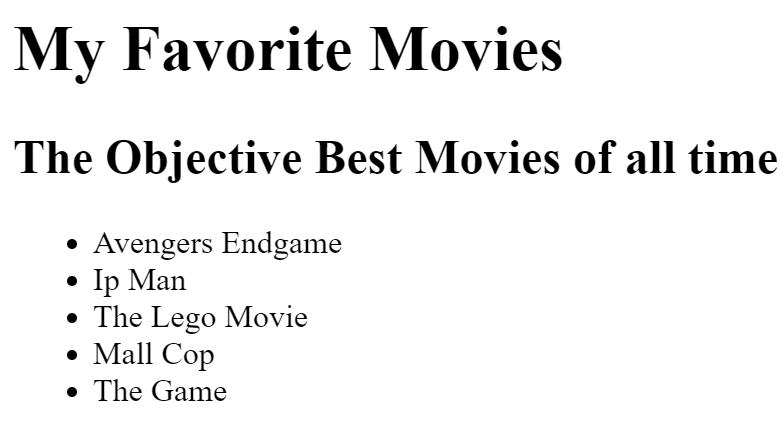 My Favorite Movies
The Objective Best Movies of all time
Avengers Endgame
Ip Man
The Lego Movie
Mall Cop
The Game